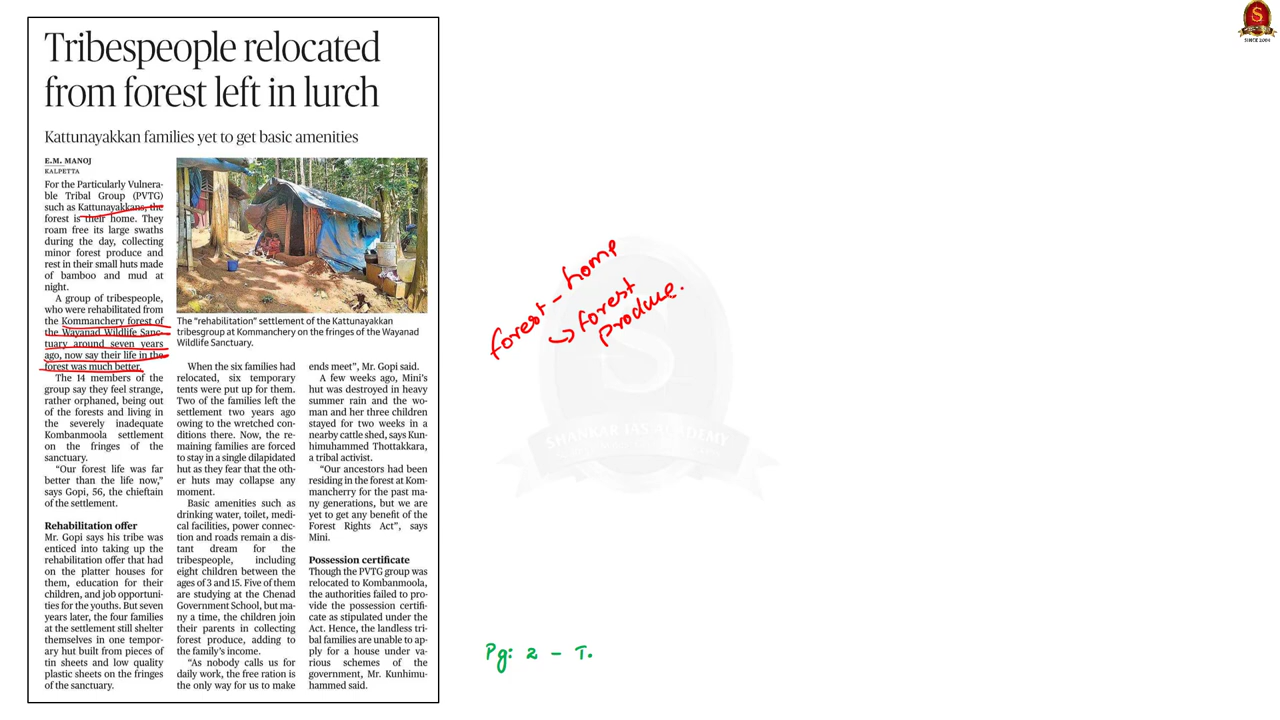 Tribespeople relocated
from forest left in lurch
Kattunayakkan families yet to get basic amenities
E.M. MANOJ
KALPETTA
For the Particularly Vulnera-
ble Tribal Group (PVTG)
such as Kattunayakkans, the
forest is their home. They
roam free its large swaths
during the day, collecting
minor forest produce and
rest in their small huts made
of bamboo and mud at
night.
A group of tribespeople,
who were rehabilitated from
the Kommanchery forest of
the Wayanad Wildlife Sanc-
tuary around seven years
ago, now say their life in the
forest was much better.
The 14 members of the
group say they feel strange,
rather orphaned, being out
of the forests and living in
the severely inadequate
Kombanmoola settlement
on the fringes of the
sanctuary.
“Our forest life was far
better than the life now,”
says Gopi, 56, the chieftain
of the settlement.
Rehabilitation offer
Mr. Gopi says his tribe was
enticed into taking up the
rehabilitation offer that had
on the platter houses for
them, education for their
children, and job opportuni-
ties for the youths. But seven
years later, the four families
at the settlement still shelter
themselves in one tempor-
ary hut built from pieces of
tin sheets and low quality
plastic sheets on the fringes
of the sanctuary.
The “rehabilitation” settlement of the Kattunayakkan
tribesgroup at Kommanchery on the fringes of the Wayanad
Wildlife Sanctuary.
When the six families had
relocated, six temporary
tents were put up for them.
Two of the families left the
settlement two years ago
owing to the wretched con-
ditions there. Now, the re-
maining families are forced
to stay in a single dilapidated
hut as they fear that the oth-
er huts may collapse any
moment.
Basic amenities such as
drinking water, toilet, medi-
cal facilities, power connec-
tion and roads remain a dis-
tant dream for the
tribespeople, including
eight children between the
ages of 3 and 15. Five of them
are studying at the Chenad
Government School, but ma-
ny a time, the children join
their parents in collecting
forest produce, adding to
the family’s income.
“As nobody calls us for
daily work, the free ration is
the only way for us to make
ends meet”, Mr. Gopi said.
A few weeks ago, Mini’s
hut was destroyed in heavy
summer rain and the wo-
man and her three children
stayed for two weeks in a
nearby cattle shed, says Kun-
himuhammed Thottakkara,
a tribal activist.
“Our ancestors had been
residing in the forest at Kom-
mancherry for the past ma-
ny generations, but we are
yet to get any benefit of the
Forest Rights Act”, says
Mini.
Possession certificate
Though the PVTG group was
relocated to Kombanmoola,
the authorities failed to pro-
vide the possession certifi-
cate as stipulated under the
Act. Hence, the landless tri-
bal families are unable to ap-
ply for a house under va-
rious schemes of the
government, Mr. Kunhimu-
hammed said.
forest - home
↳ forest
produce.
Pg: 2 - T.
SHANKAR IAS ACADEMY
S
SINCE 2004